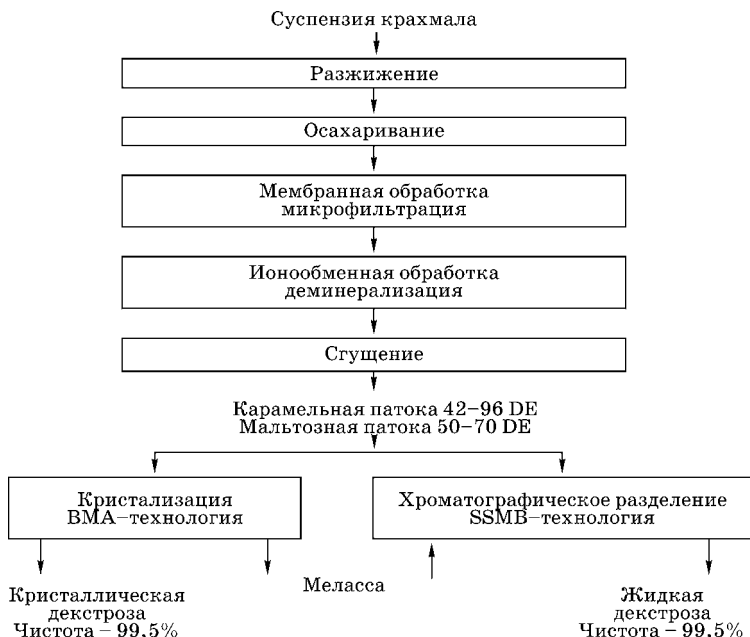 Суспензия крахмала
Разжижение
Осахаривание
Мембранная обработка
микрофильтрация
Ионообменная обработка
деминерализация
Сгущение
Карамельная патока 42–96 DE
Мальтозная патока 50–70 DE
Кристализация
ВМА–технология
Хроматографическое разделение
SSMB–технология
Меласса
Кристаллическая
декстроза
Чистота – 99,5%
Жидкая
декстроза
Чистота – 99,5%